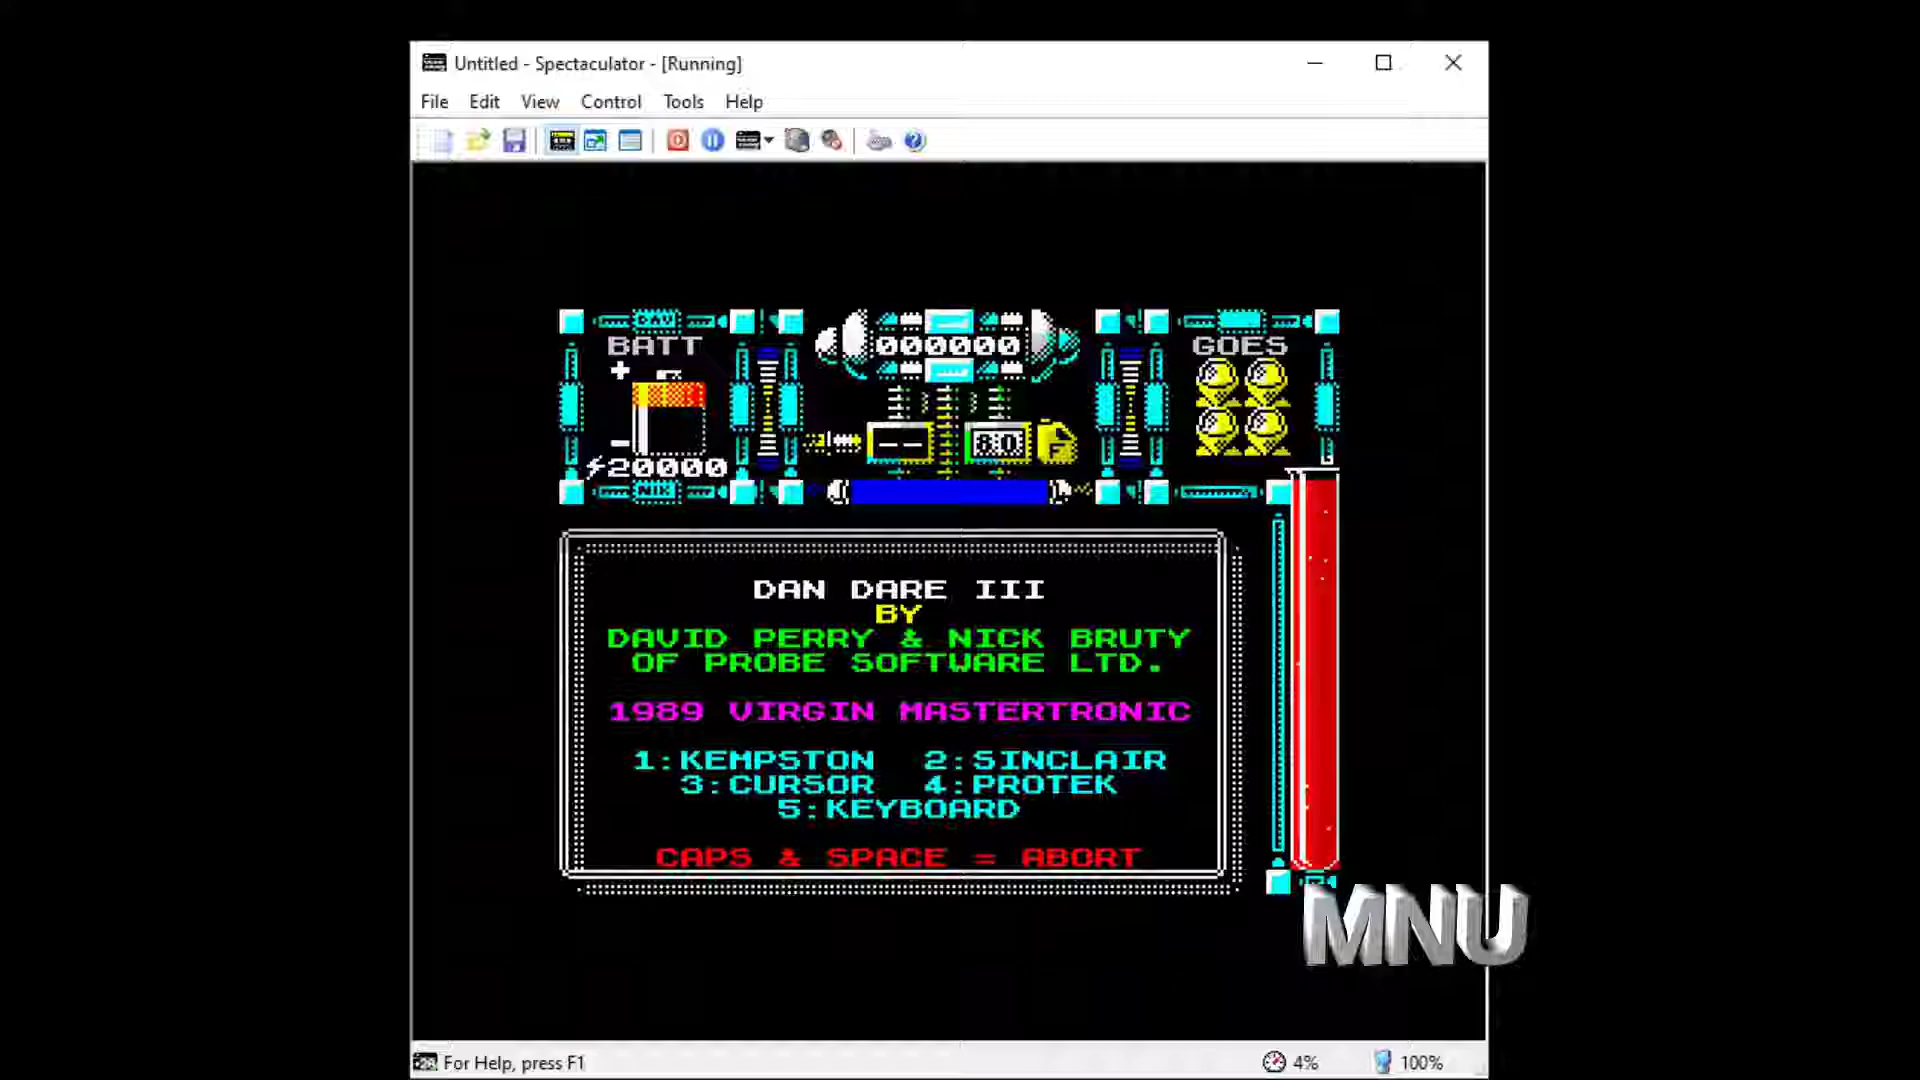 Untitled - Spectaculator - [Running]
File Edit View Control Tools Help
DAV
BATT
000000
GOES
+
-- 80 F
20000
NIK
DAN DARE III
BY
DAVID PERRY & NICK BRUTY
OF PROBE SOFTWARE LTD.
1989 VIRGIN MASTERTRONIC
1:KEMPSTON 2:SINCLAIR
3:CURSOR 4:PROTEK
5:KEYBOARD
CAPS & SPACE = ABORT
MNU
For Help, press F1
4% 100%